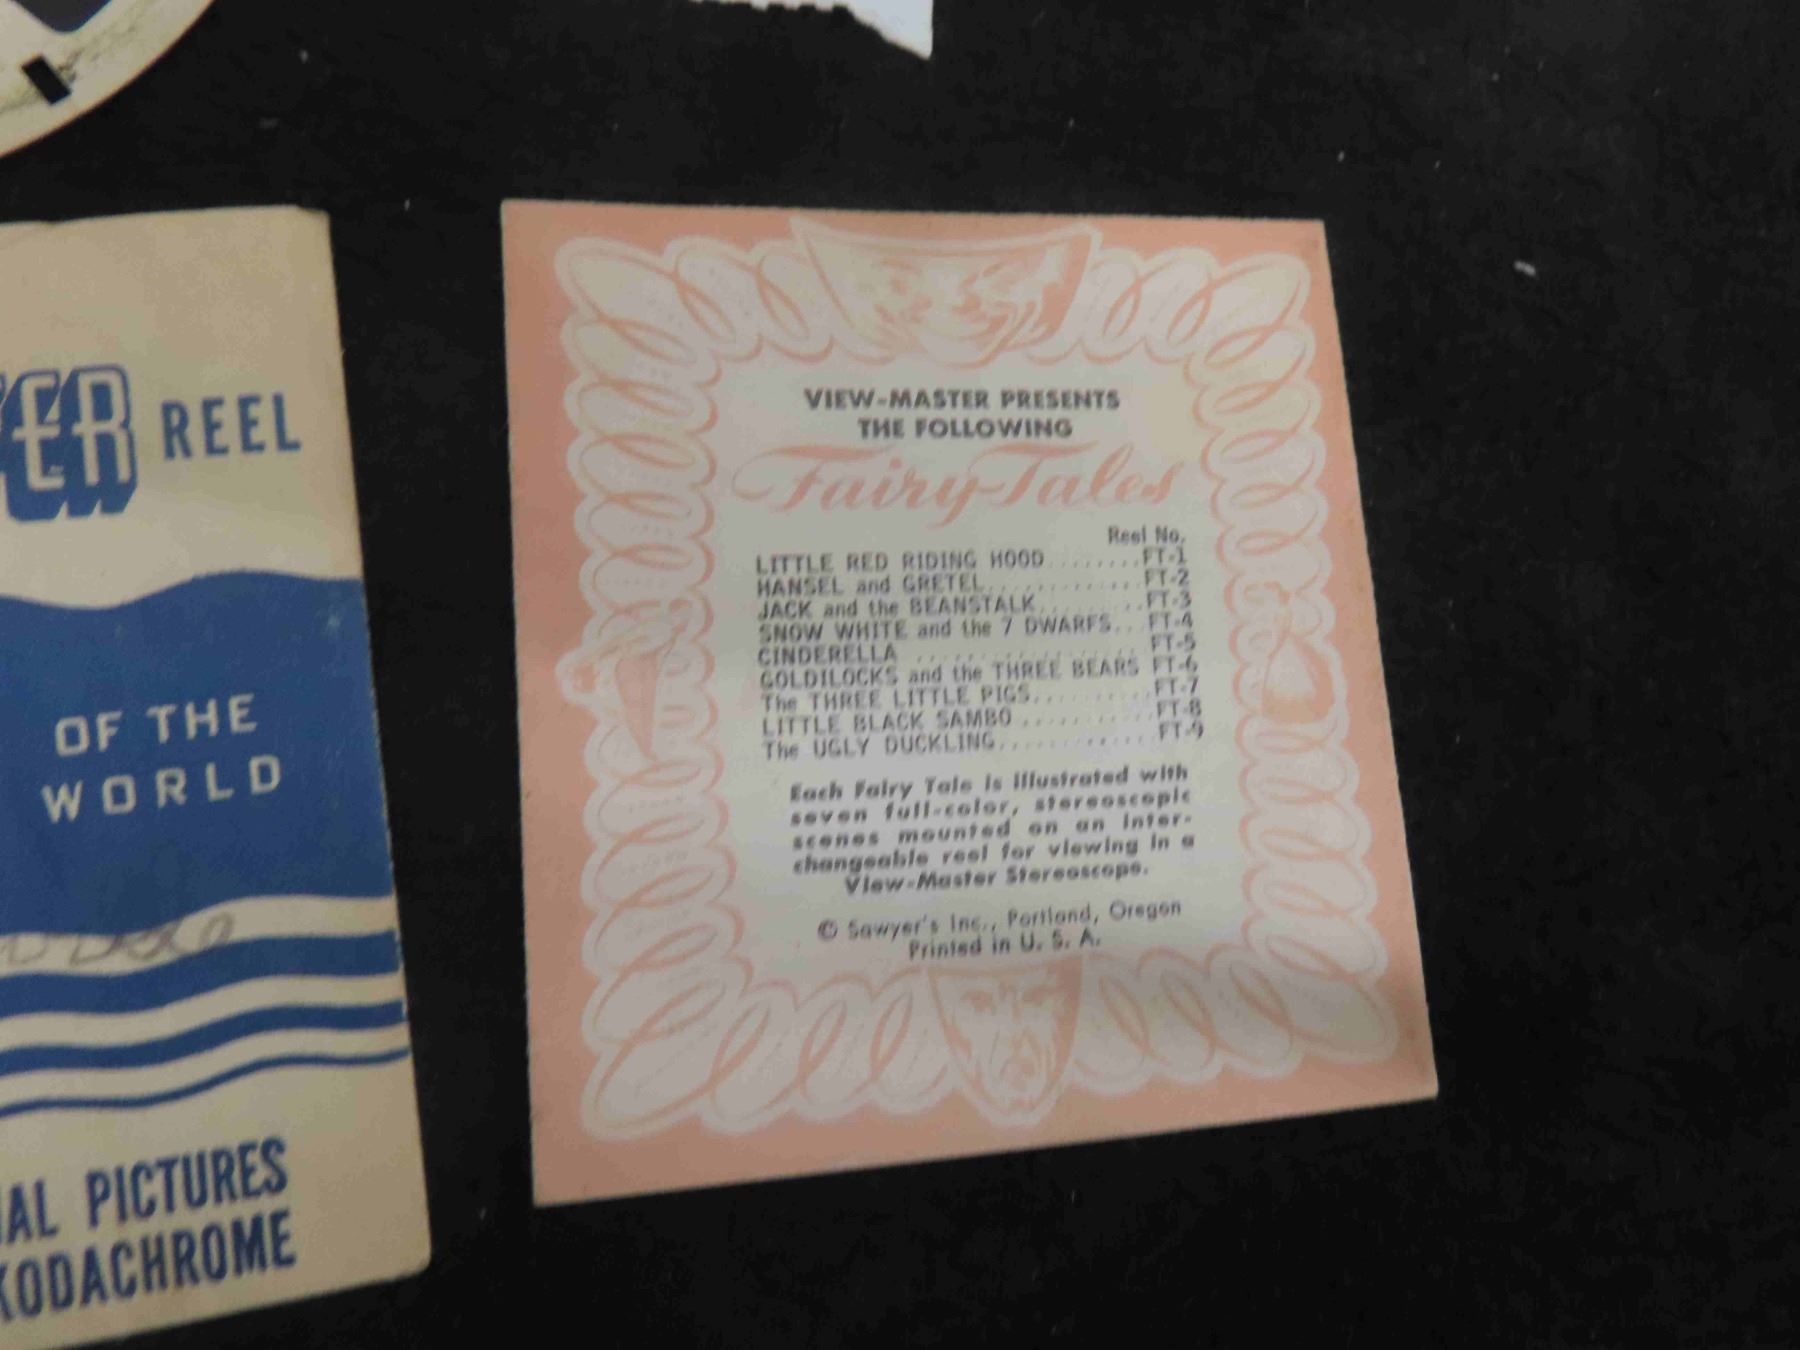 ER REEL
OF THE
WORLD
AL PICTURES
KODACHROME
VIEW-MASTER PRESENTS
THE FOLLOWING
Fairy Tales
Reel No.
LITTLE RED RIDING HOOD........FT-1
HANSEL and GRETEL.............FT-2
JACK and the BEANSTALK.........FT-3
SNOW WHITE and the 7 DWARFS...FT-4
CINDERELLA ..................FT-5
GOLDILOCKS and the THREE BEARS FT-6
The THREE LITTLE PIGS..........FT-7
LITTLE BLACK SAMBO ...........FT-8
The UGLY DUCKLING.............FT-9
Each Fairy Tale is illustrated with
seven full-color, stereoscopic
scenes mounted on an inter-
changeable reel for viewing in a
View-Master Stereoscope.
© Sawyer's Inc., Portland, Oregon
Printed in U. S. A.